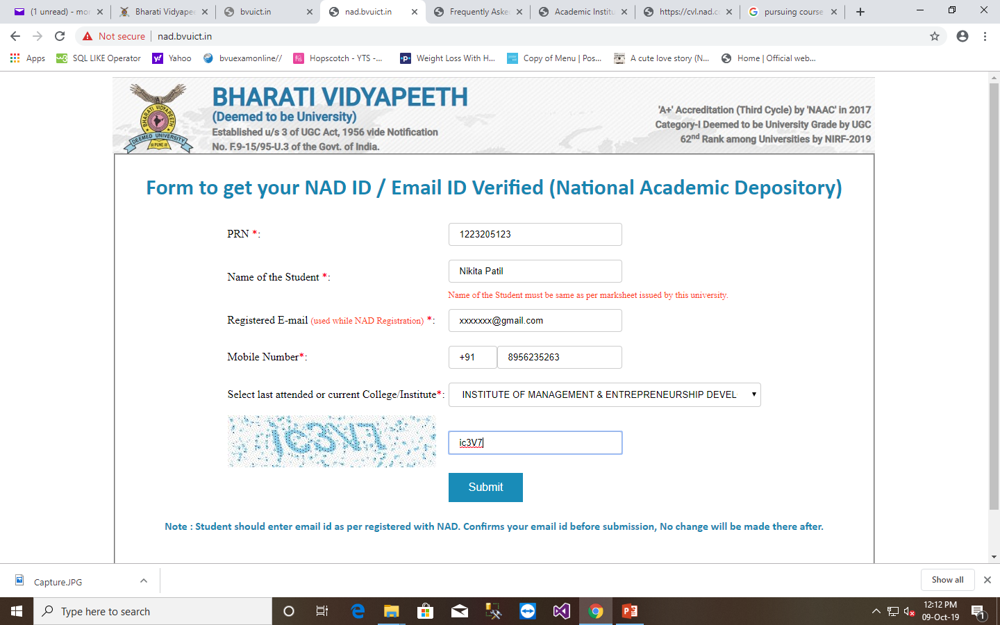 (1 unread) - mor
Bharati Vidyapee
bvuict.in
nad.bvuict.in
Frequently Aske
Academic Institu
https://cvl.nad.c
pursuing course
Not secure
nad.bvuict.in
Apps
SQL LIKE Operator
Yahoo
bvuexamonline//
Hopscotch - YTS -...
Weight Loss With H...
Copy of Menu | Pos...
A cute love story (N...
Home | Official web...
BHARATI VIDYAPEETH
(Deemed to be University)
Established u/s 3 of UGC Act, 1956 vide Notification
No. F.9-15/95-U.3 of the Govt. of India.
'A+' Accreditation (Third Cycle) by 'NAAC' in 2017
Category-I Deemed to be University Grade by UGC
62nd Rank among Universities by NIRF-2019
BHARATI VIDYAPEETH
DEEMED UNIVERSITY
PUNE
Form to get your NAD ID / Email ID Verified (National Academic Depository)
PRN *: 1223205123
Name of the Student *: Nikita Patil
Name of the Student must be same as per marksheet issued by this university.
Registered E-mail (used while NAD Registration) *: xxxxxxx@gmail.com
Mobile Number*: +91 8956235263
Select last attended or current College/Institute*: INSTITUTE OF MANAGEMENT & ENTREPRENEURSHIP DEVEL
ic3V7 ic3V7
Submit
Note : Student should enter email id as per registered with NAD. Confirms your email id before submission, No change will be made there after.
Capture.JPG
Show all
Type here to search
12:12 PM
09-Oct-19
1